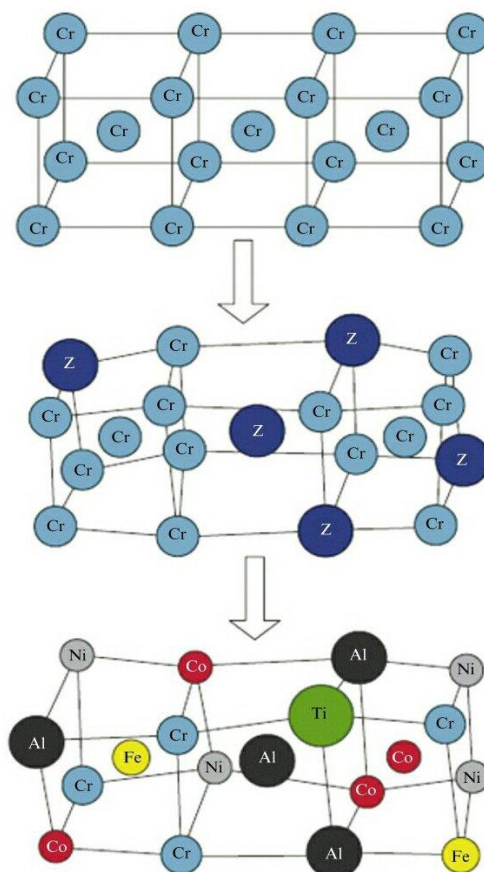 Cr Cr Cr Cr
Cr Cr Cr Cr
Cr Cr Cr
Cr Cr Cr Cr
Cr Cr Cr Cr
Z Cr Z Cr
Cr Cr Cr Cr
Cr Z Cr
Cr Cr Cr Z
Cr Cr Z Cr
Ni Co Al Ni
Al Cr Ti Cr
Fe Al Co
Cr Ni Co Ni
Co Cr Al Fe